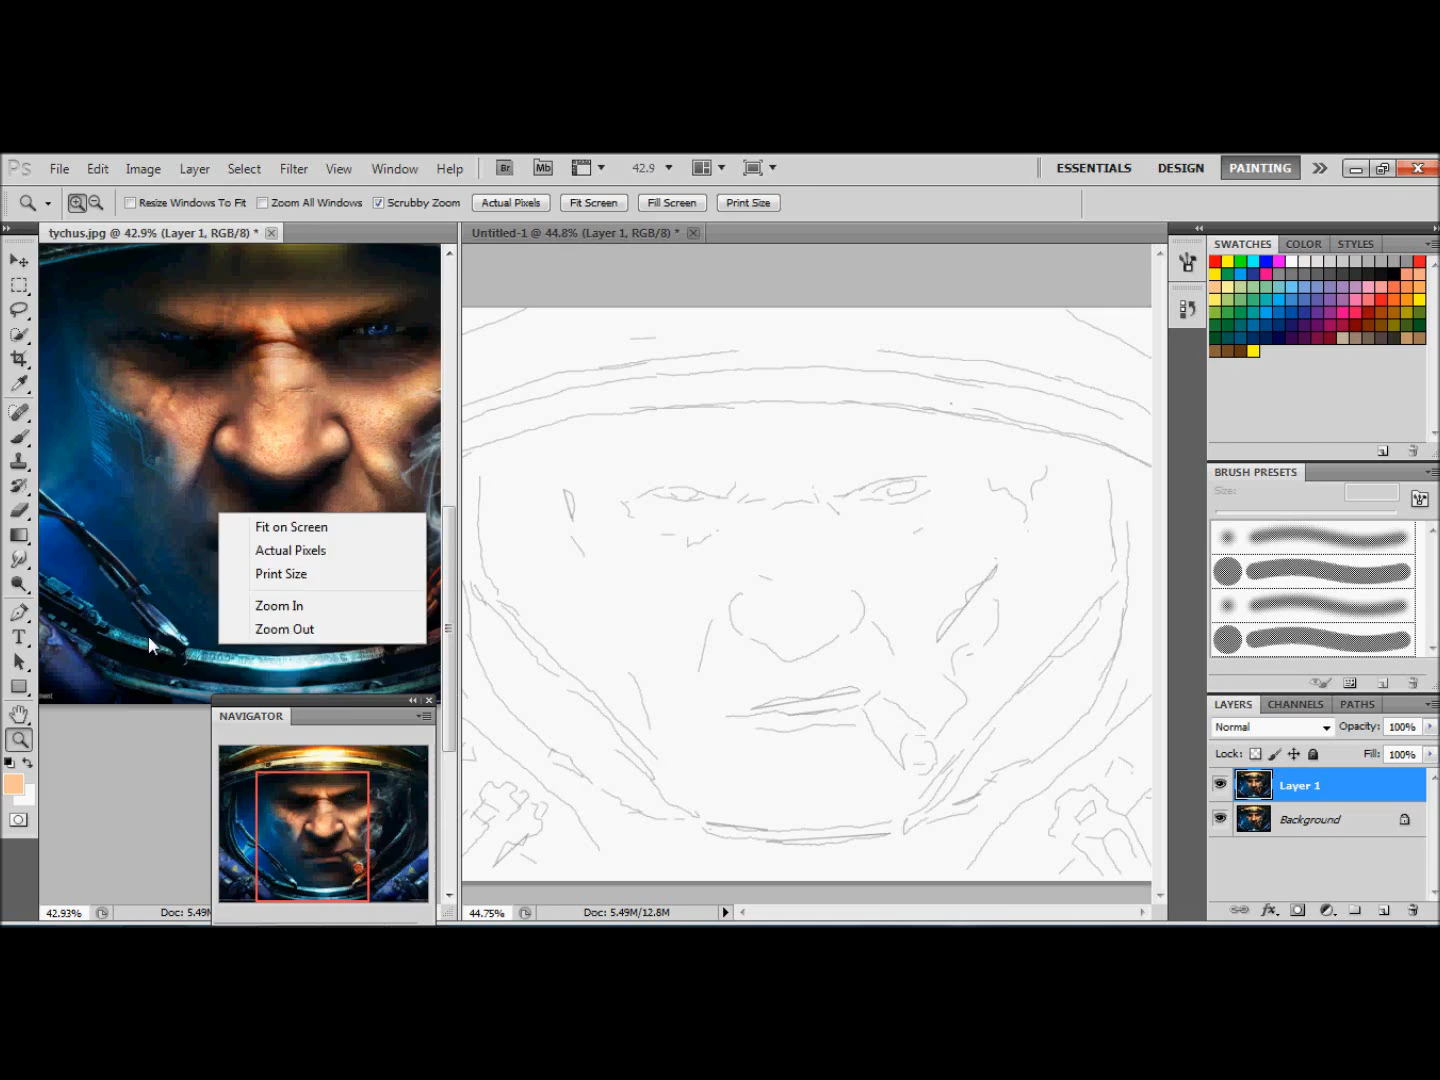 Ps File Edit Image Layer Select Filter View Window Help Br Mb 42.9 ESSENTIALS DESIGN PAINTING
Resize Windows To Fit Zoom All Windows Scrubby Zoom Actual Pixels Fit Screen Fill Screen Print Size
tychus.jpg @ 42.9% (Layer 1, RGB/8) *
Untitled-1 @ 44.8% (Layer 1, RGB/8) *
SWATCHES COLOR STYLES
BRUSH PRESETS
Size:
Fit on Screen
Actual Pixels
Print Size
Zoom In
Zoom Out
NAVIGATOR
LAYERS CHANNELS PATHS
Normal Opacity: 100%
Lock: Fill: 100%
Layer 1
Background
42.93% Doc: 5.49M
44.75% Doc: 5.49M/12.8M
fx